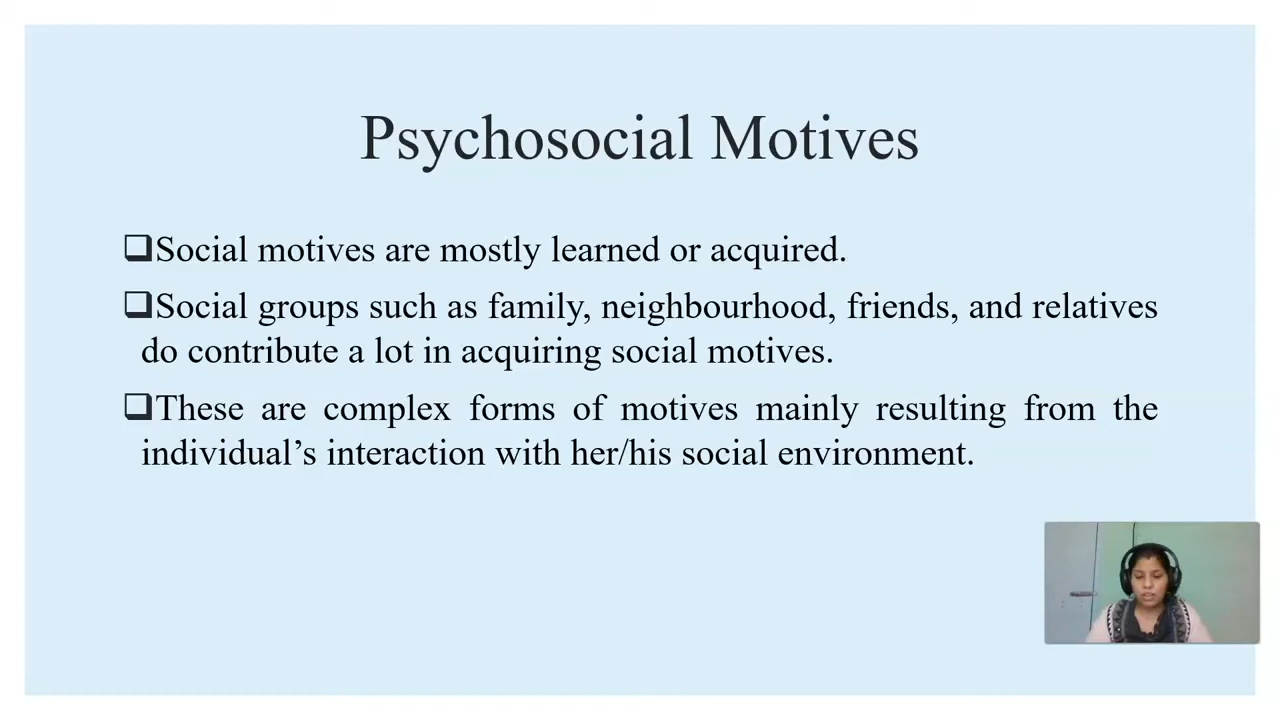 Psychosocial Motives
❑Social motives are mostly learned or acquired.
❑Social groups such as family, neighbourhood, friends, and relatives
do contribute a lot in acquiring social motives.
❑These are complex forms of motives mainly resulting from the
individual’s interaction with her/his social environment.